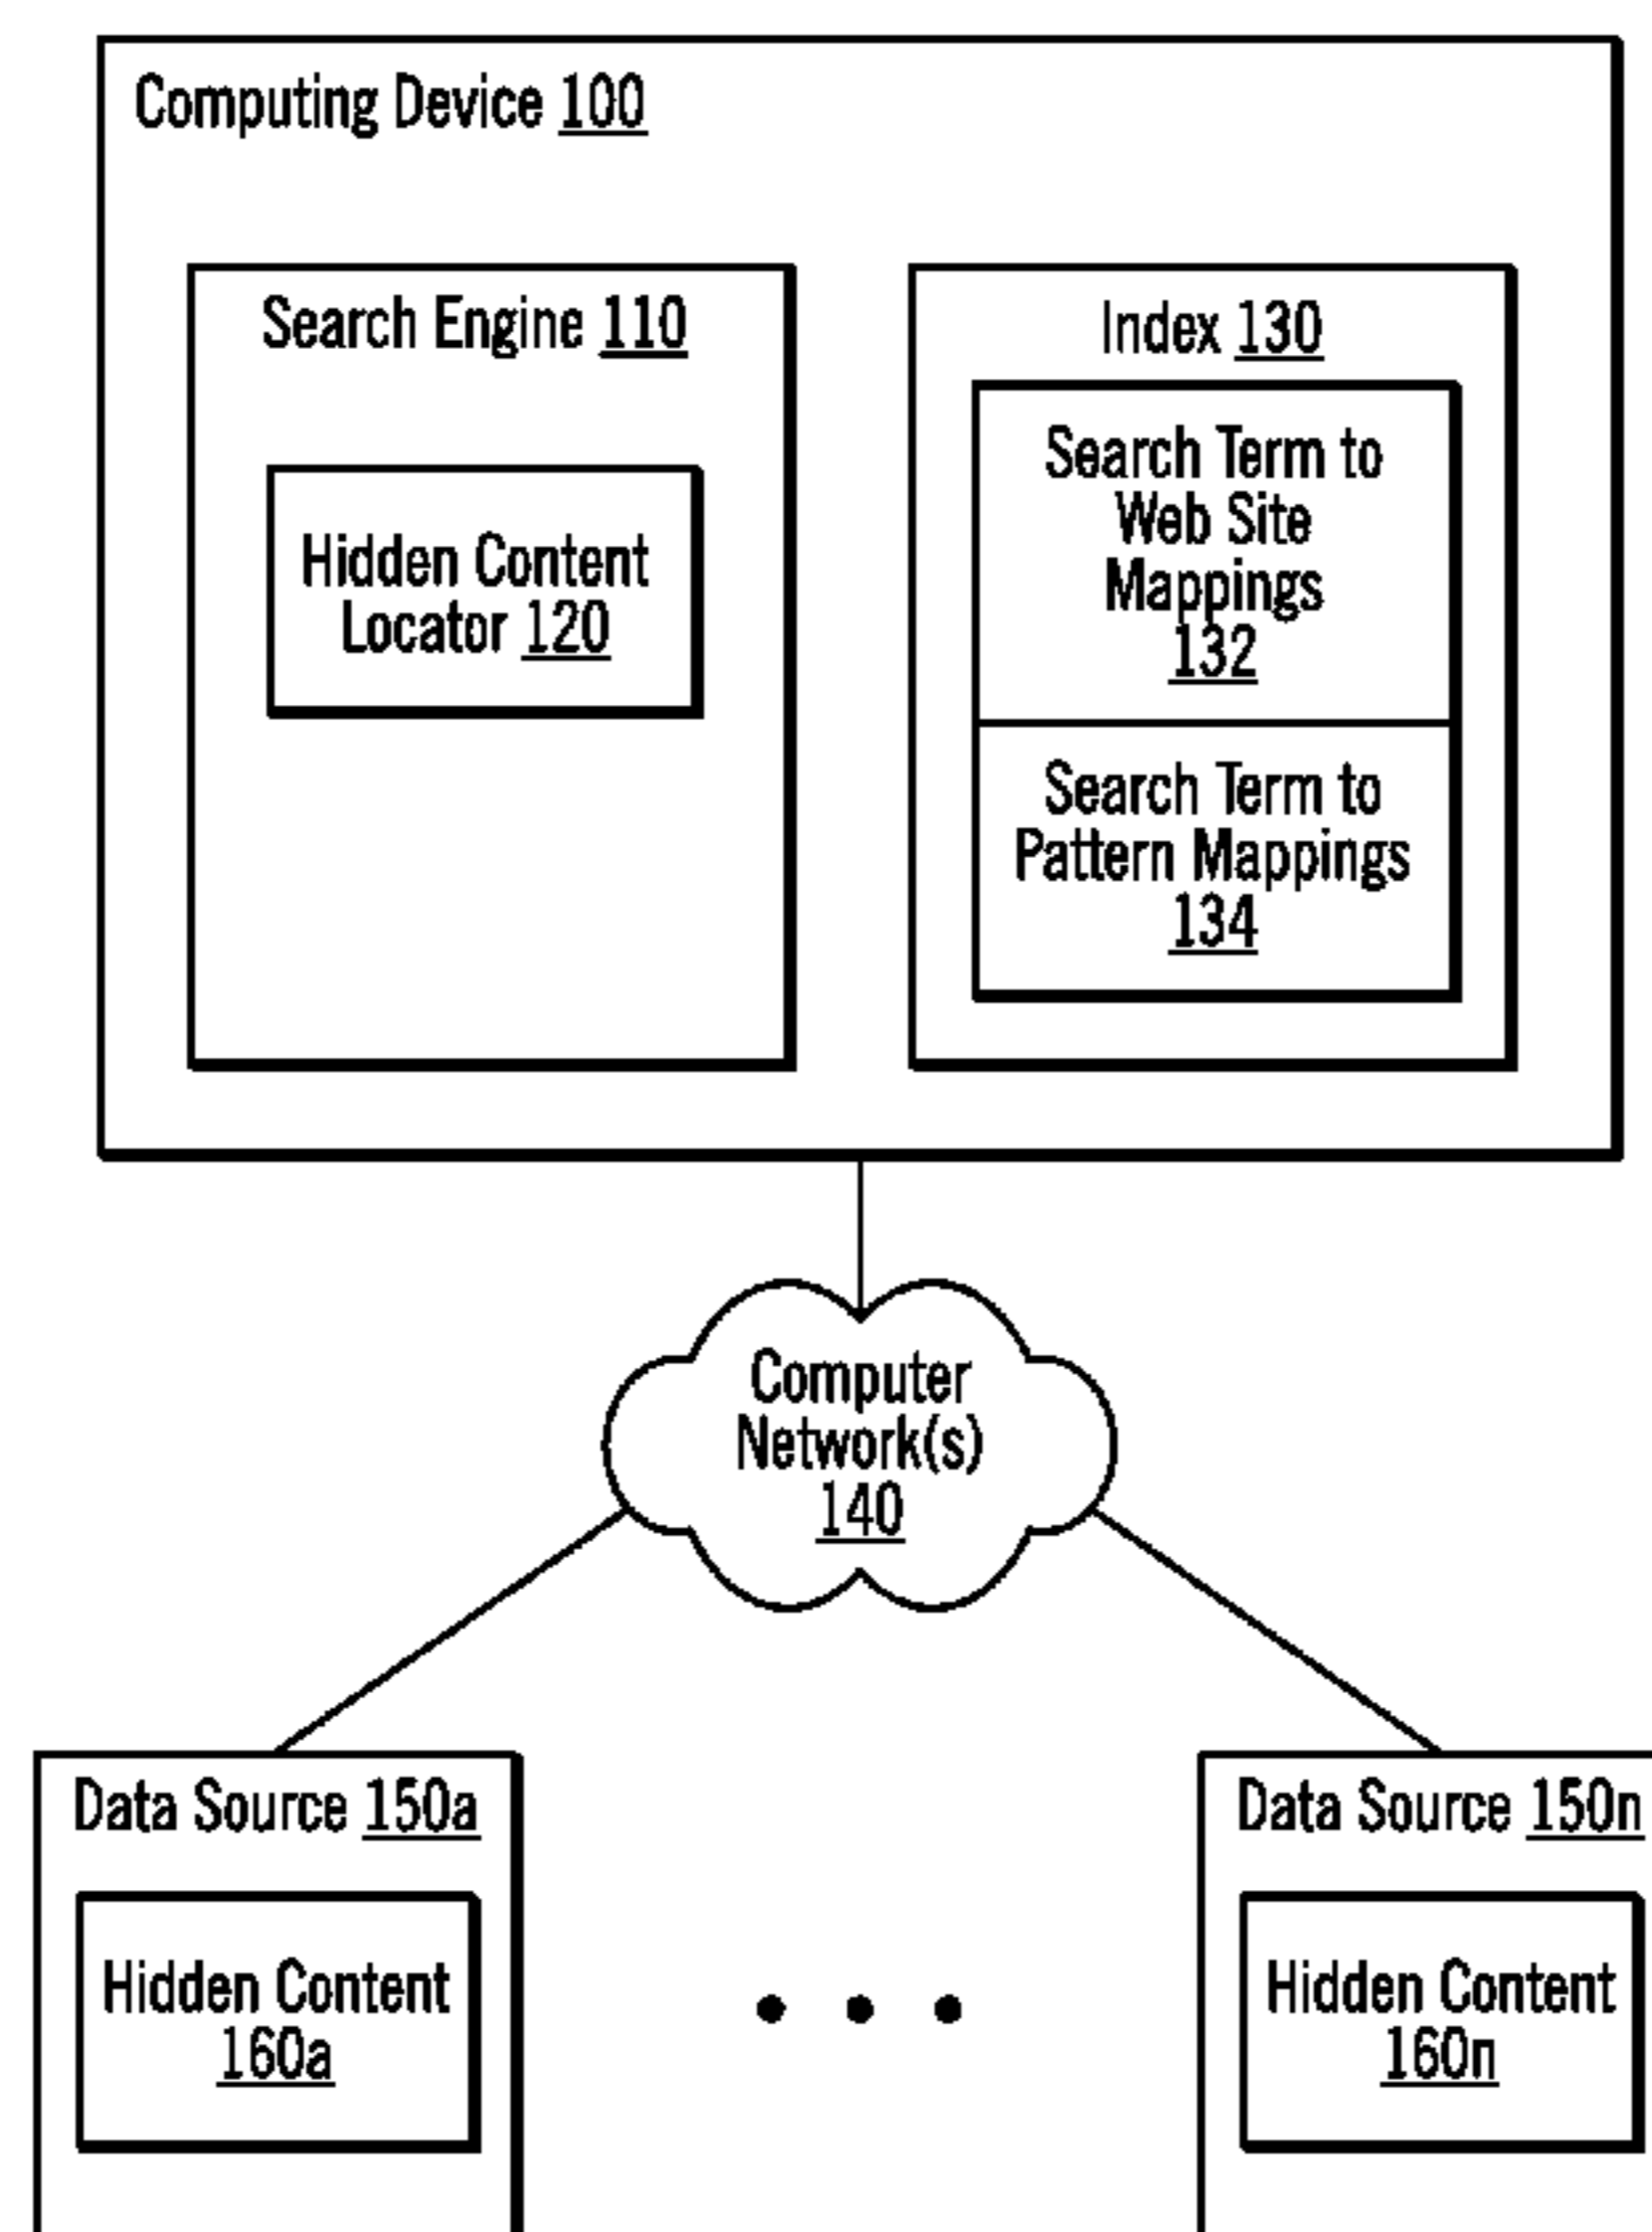 Computing Device 100
Search Engine 110
Hidden Content
Locator 120
Index 130
Search Term to
Web Site
Mappings
132
Search Term to
Pattern Mappings
134
Computer
Network(s)
140
Data Source 150a
Hidden Content
160a
Data Source 150n
Hidden Content
160n